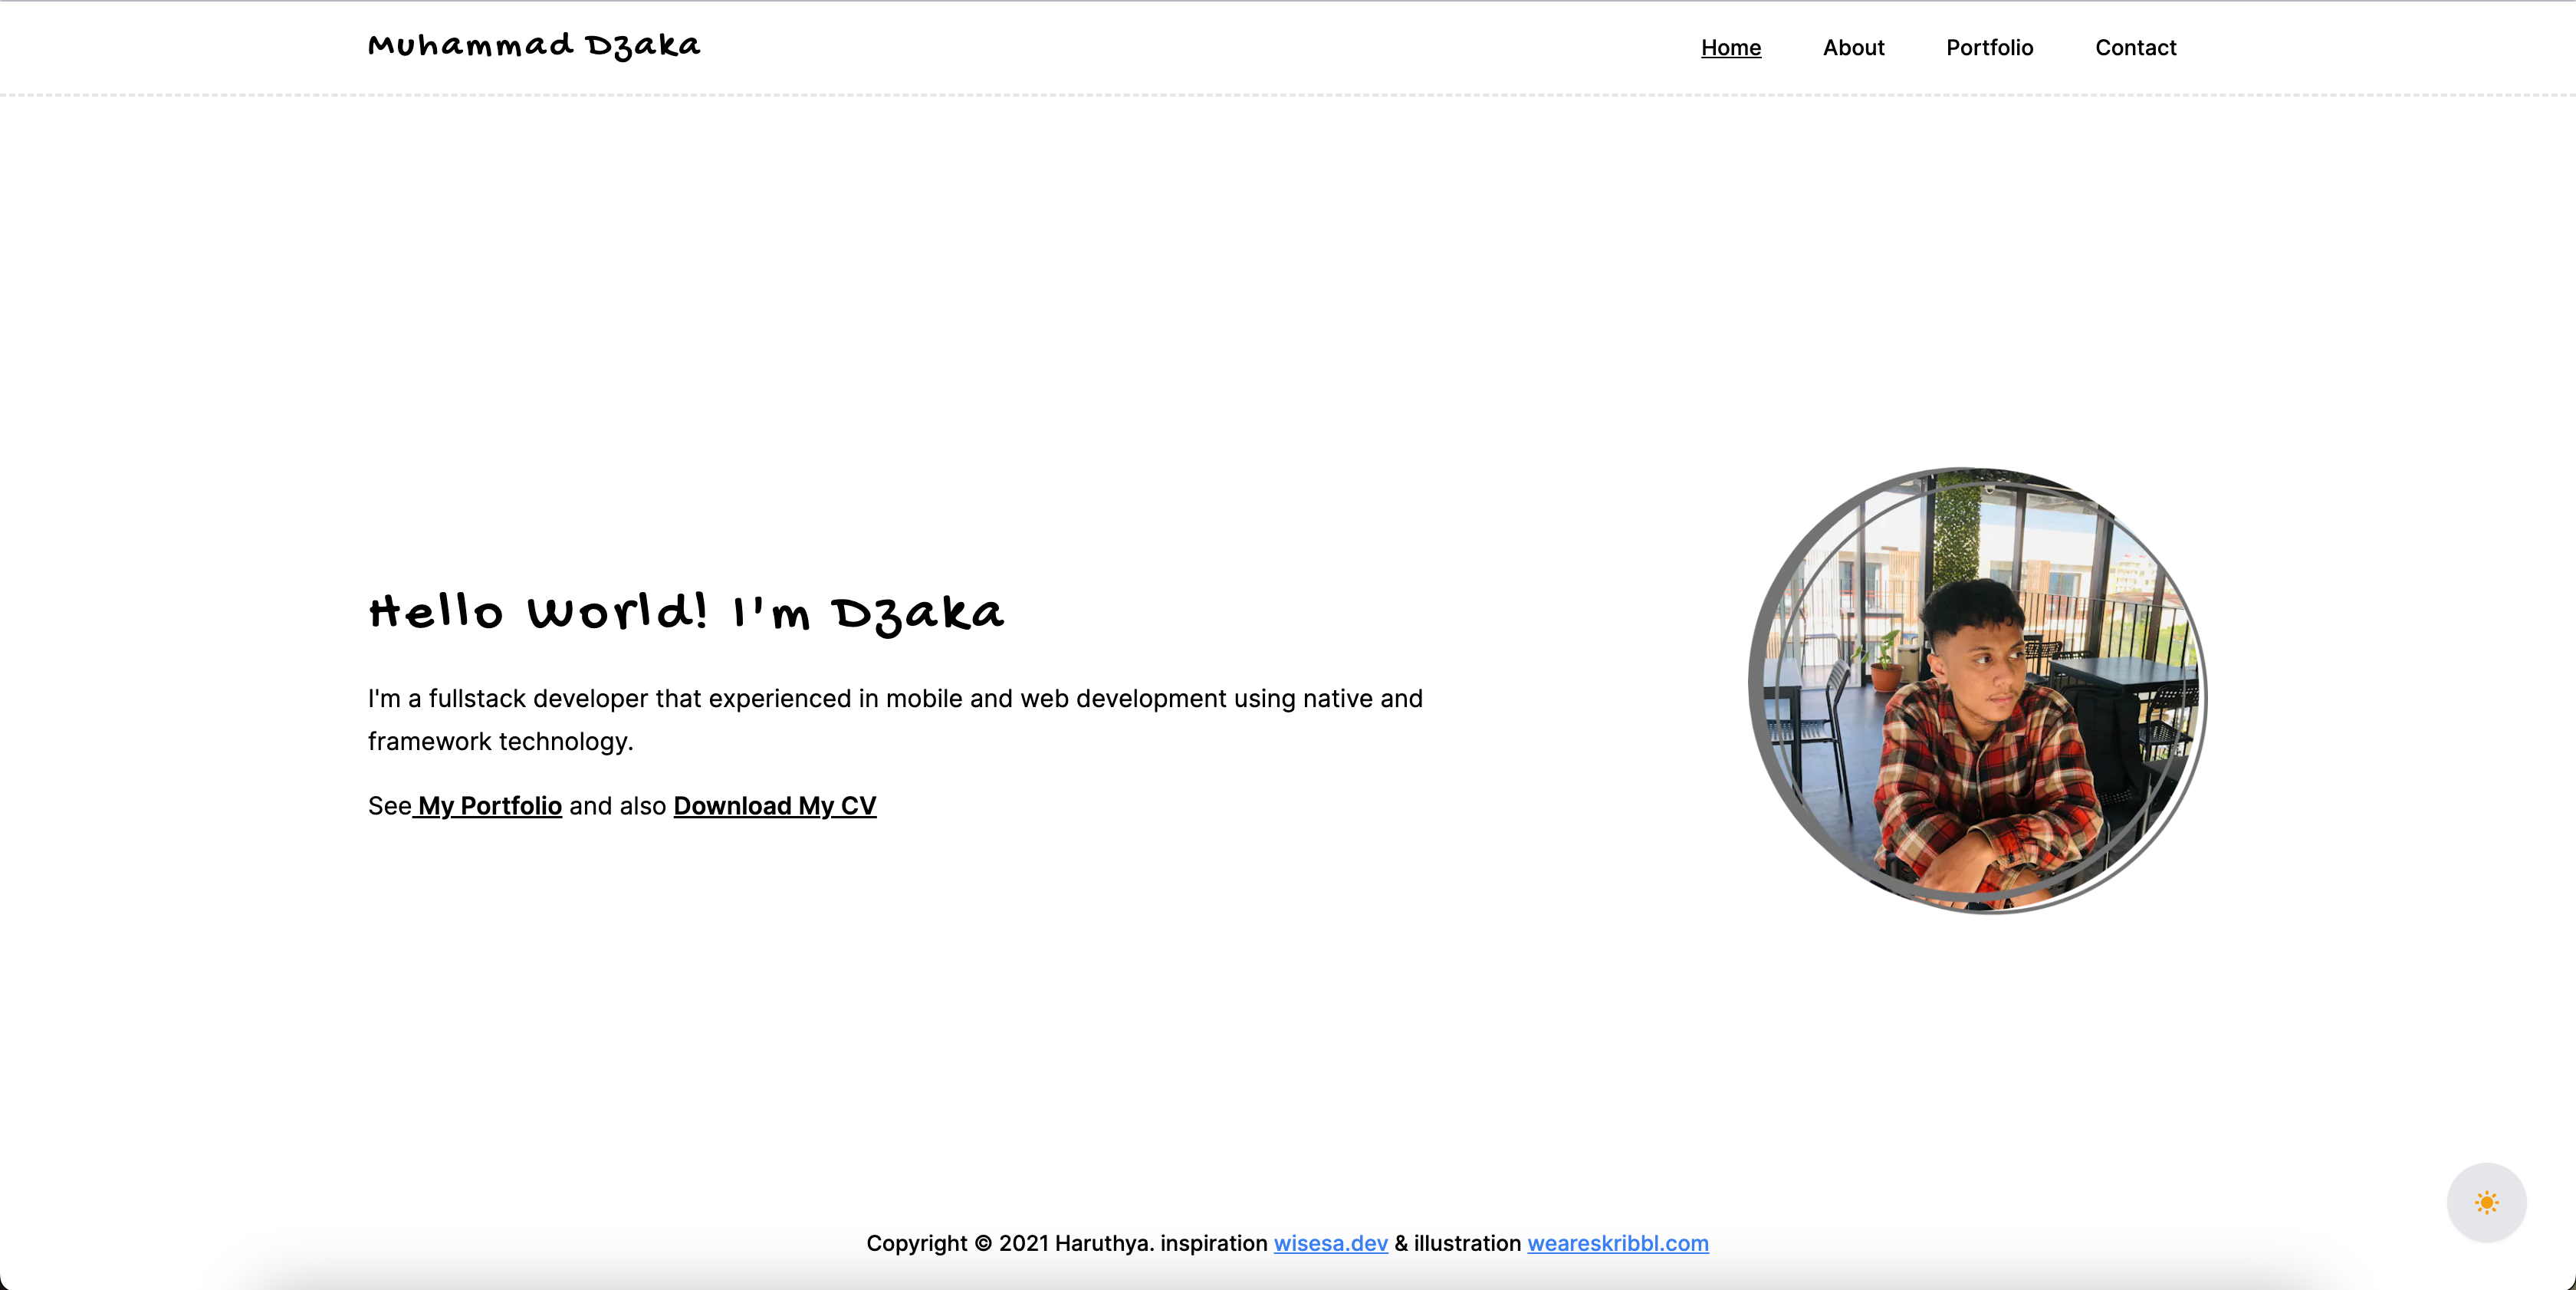 Muhammad Dzaka
Home About Portfolio Contact
Hello World! I'm Dzaka
I'm a fullstack developer that experienced in mobile and web development using native and
framework technology.
See My Portfolio and also Download My CV
Copyright © 2021 Haruthya. inspiration wisesa.dev & illustration weareskribbl.com